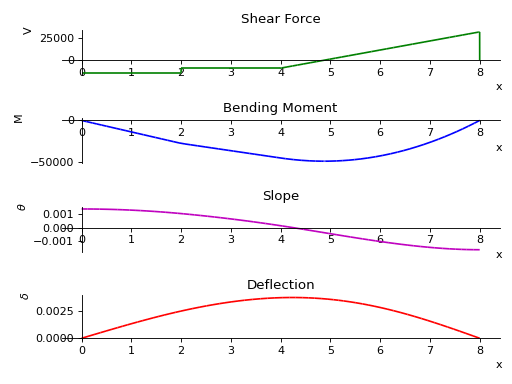 Shear Force
V
25000
0
0 1 2 3 4 5 6 7 8
x
Bending Moment
M
0
0 1 2 3 4 5 6 7 8
x
−50000
Slope
θ
0.001
0.000
−0.001
0 1 2 3 4 5 6 7 8
x
Deflection
δ
0.0025
0.0000
0 1 2 3 4 5 6 7 8
x